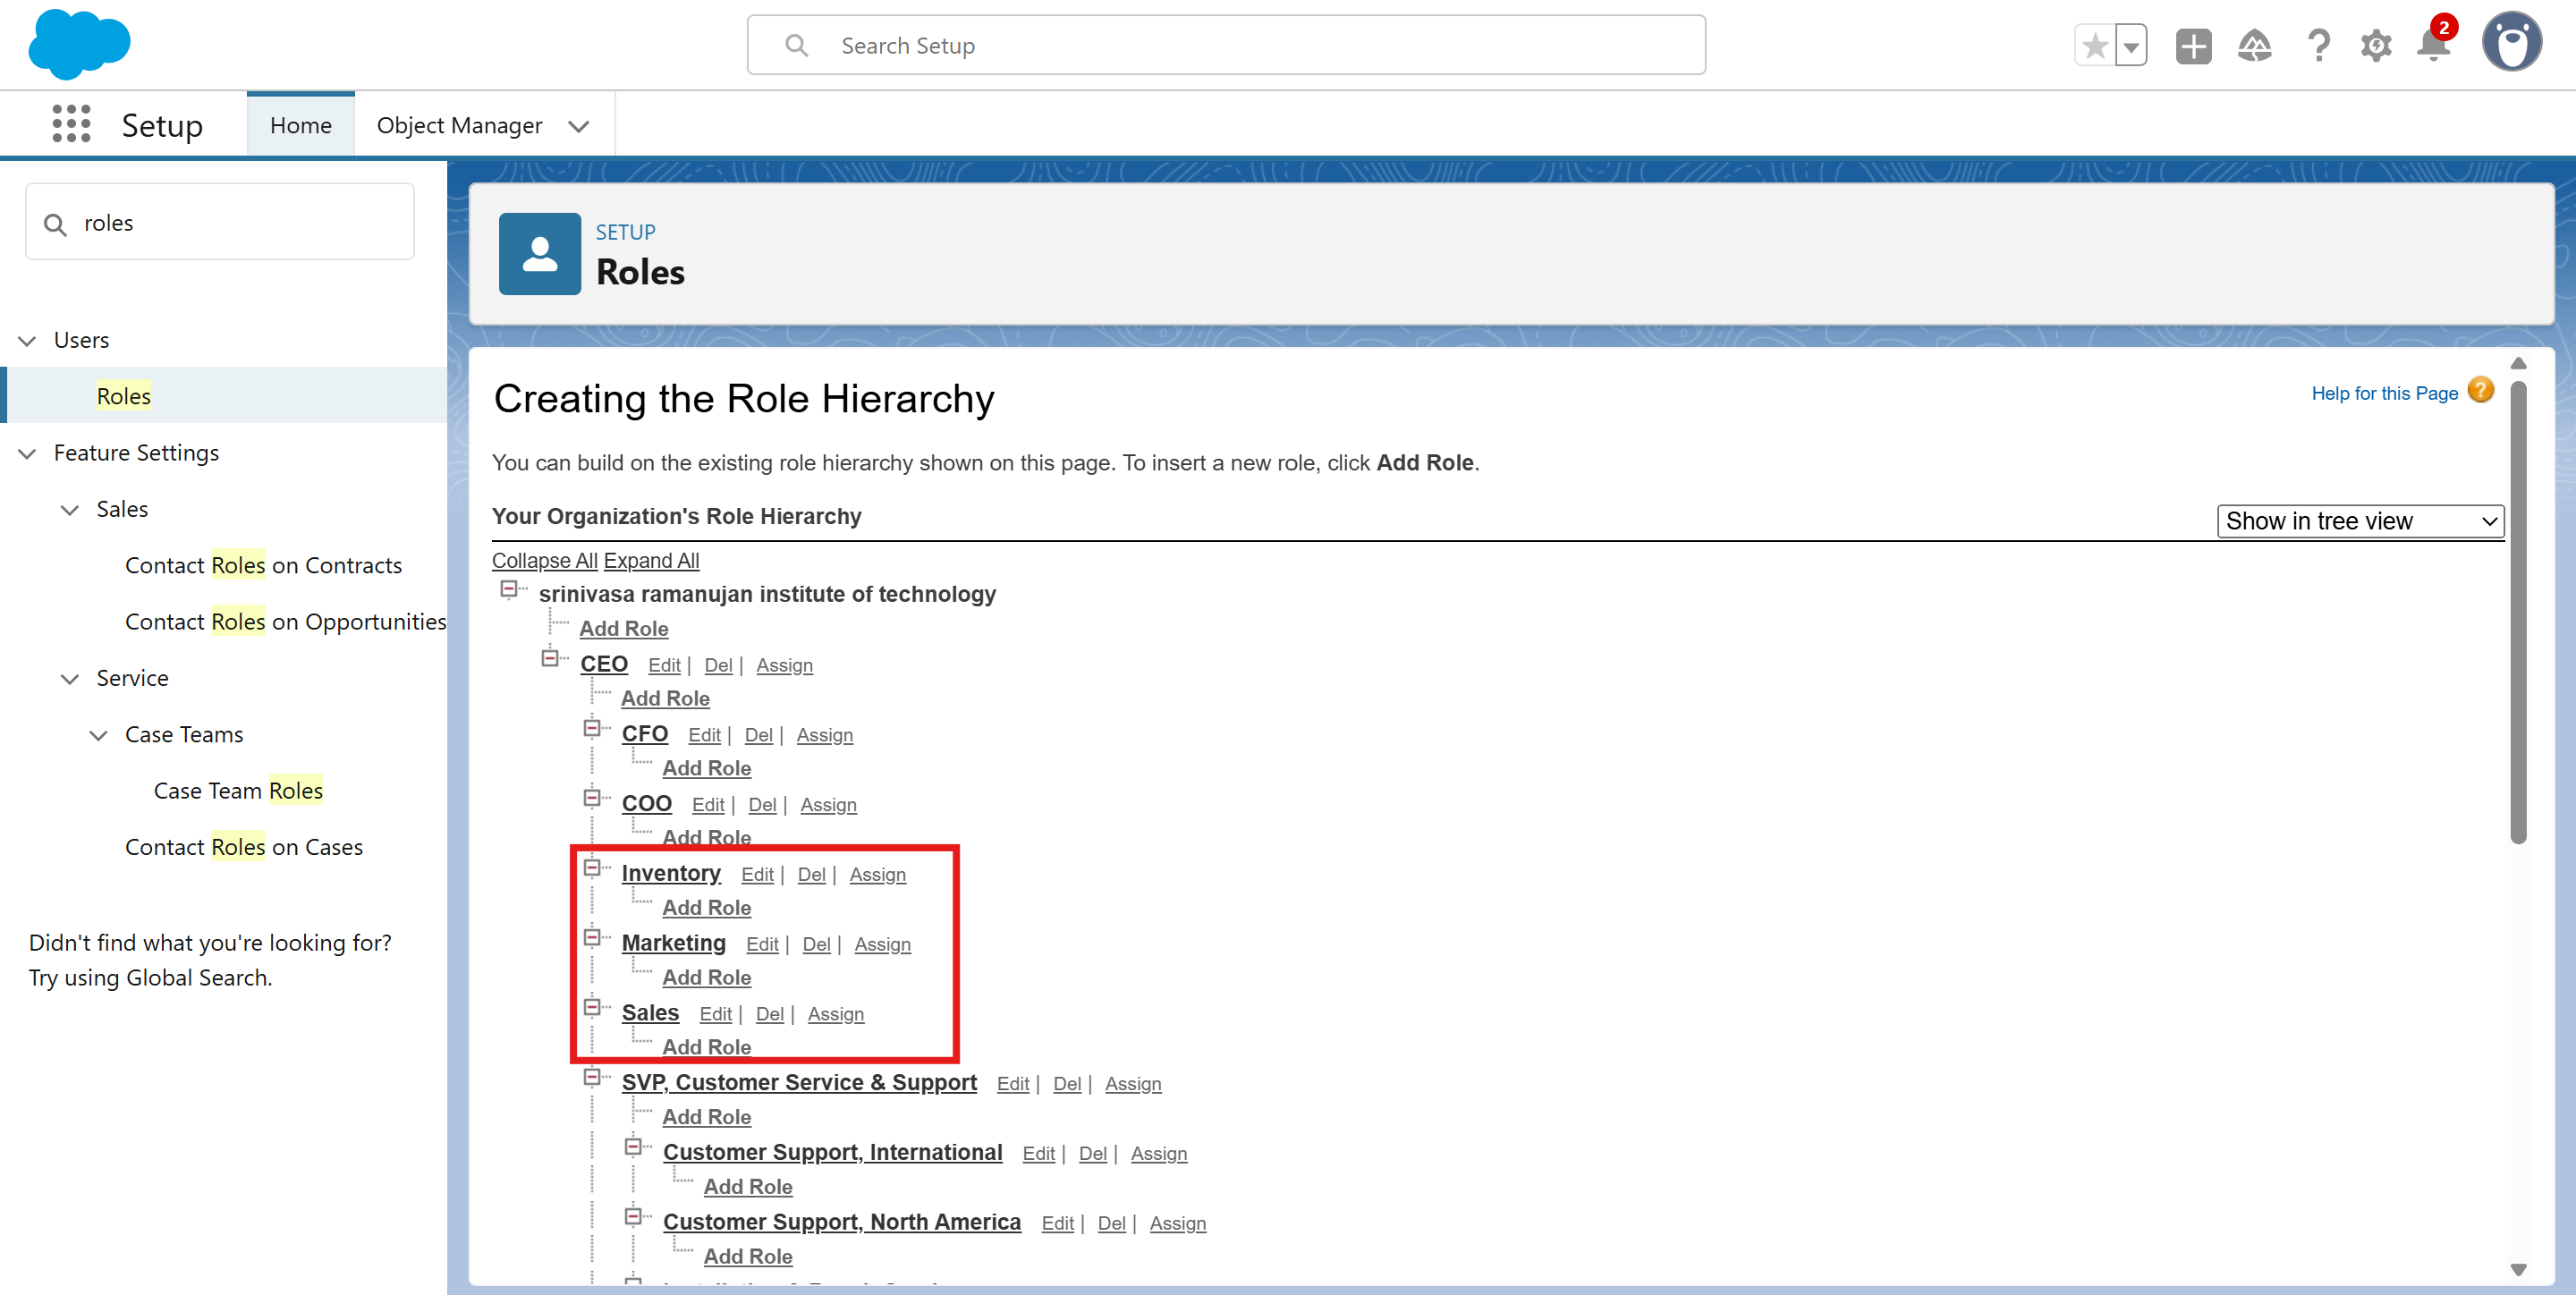 Search Setup
2
Setup
Home
Object Manager
roles
Users
Roles
Feature Settings
Sales
Contact Roles on Contracts
Contact Roles on Opportunities
Service
Case Teams
Case Team Roles
Contact Roles on Cases
Didn't find what you're looking for?
Try using Global Search.
SETUP
Roles
Creating the Role Hierarchy
Help for this Page ?
You can build on the existing role hierarchy shown on this page. To insert a new role, click Add Role.
Your Organization's Role Hierarchy
Show in tree view
Collapse All Expand All
srinivasa ramanujan institute of technology
Add Role
CEO Edit | Del | Assign
Add Role
CFO Edit | Del | Assign
Add Role
COO Edit | Del | Assign
Add Role
Inventory Edit | Del | Assign
Add Role
Marketing Edit | Del | Assign
Add Role
Sales Edit | Del | Assign
Add Role
SVP, Customer Service & Support Edit | Del | Assign
Add Role
Customer Support, International Edit | Del | Assign
Add Role
Customer Support, North America Edit | Del | Assign
Add Role